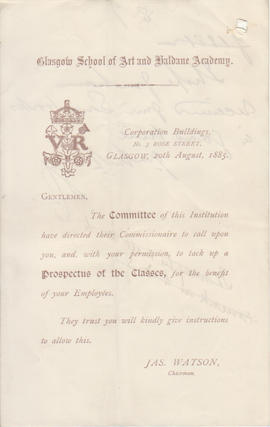 Glasgow School of Art and Haldane Academy.
V R
Corporation Buildings,
No. 3 ROSE STREET,
GLASGOW, 20th August, 1885.
GENTLEMEN,
The Committee of this Institution
have directed their Commissionaire to call upon
you, and, with your permission, to tack up a
Prospectus of the Classes, for the benefit
of your Employées.
They trust you will kindly give instructions
to allow this.
JAS. WATSON,
Chairman.